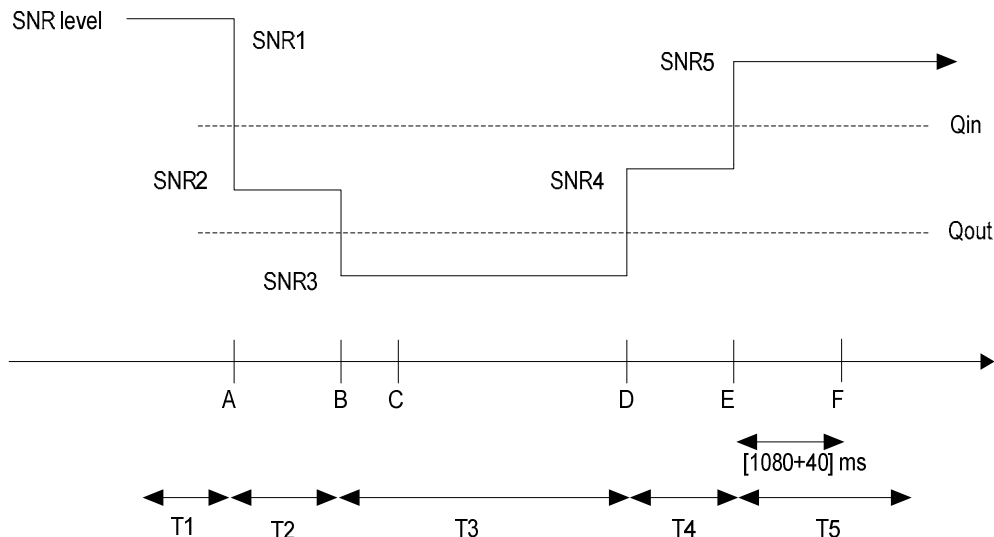 SNR level
SNR1
SNR5
Qin
SNR2
SNR4
Qout
SNR3
A B C D E F
[1080+40] ms
T1 T2 T3 T4 T5